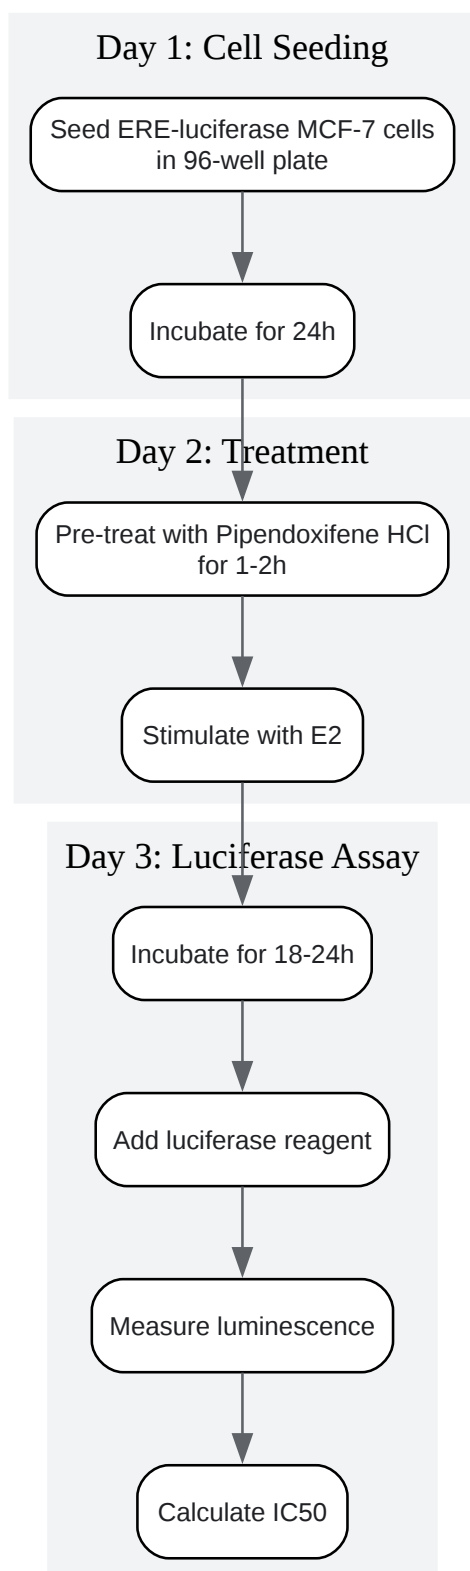 Day 1: Cell Seeding
Seed ERE-luciferase MCF-7 cells
in 96-well plate
Incubate for 24h
Day 2: Treatment
Pre-treat with Pipendoxifene HCl
for 1-2h
Stimulate with E2
Day 3: Luciferase Assay
Incubate for 18-24h
Add luciferase reagent
Measure luminescence
Calculate IC50